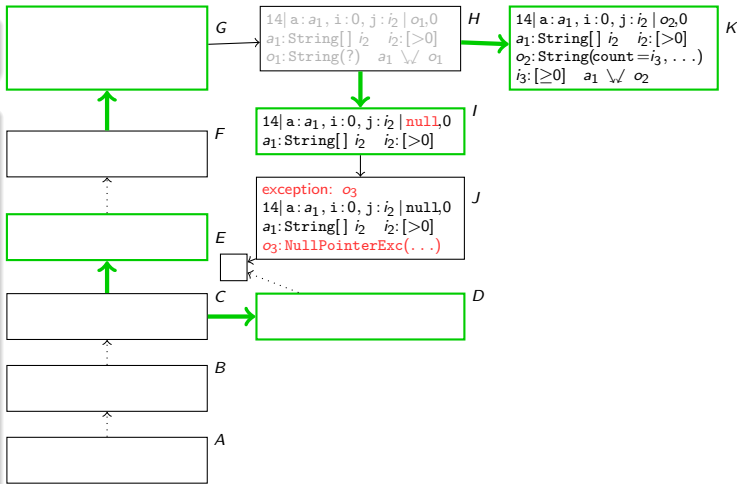 G
14| a: a₁, i: 0, j: i₂ | o₁,0
a₁: String[ ] i₂ i₂: [>0]
o₁: String(?) a₁ ↘↙ o₁
H
14| a: a₁, i: 0, j: i₂ | o₂,0
a₁: String[ ] i₂ i₂: [>0]
o₂: String(count=i₃, ...)
i₃: [≥0] a₁ ↘↙ o₂
K
I
14| a: a₁, i: 0, j: i₂ | null,0
a₁: String[ ] i₂ i₂: [>0]
F
J
exception: o₃
14| a: a₁, i: 0, j: i₂ | null,0
a₁: String[ ] i₂ i₂: [>0]
o₃: NullPointerExc(...)
E
C
D
B
A